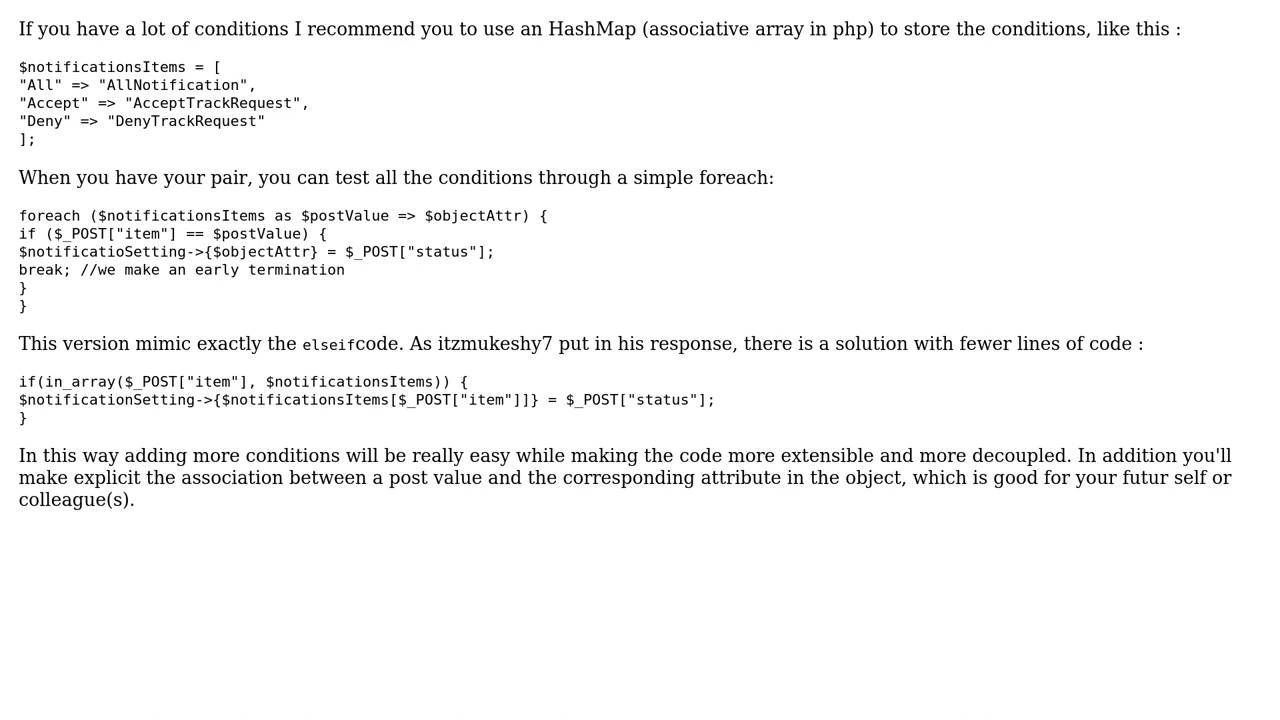 If you have a lot of conditions I recommend you to use an HashMap (associative array in php) to store the conditions, like this :
$notificationsItems = [
"All" => "AllNotification",
"Accept" => "AcceptTrackRequest",
"Deny" => "DenyTrackRequest"
];
When you have your pair, you can test all the conditions through a simple foreach:
foreach ($notificationsItems as $postValue => $objectAttr) {
if ($_POST["item"] == $postValue) {
$notificatioSetting->{$objectAttr} = $_POST["status"];
break; //we make an early termination
}
}
This version mimic exactly the elseifcode. As itzmukeshy7 put in his response, there is a solution with fewer lines of code :
if(in_array($_POST["item"], $notificationsItems)) {
$notificationSetting->{$notificationsItems[$_POST["item"]]} = $_POST["status"];
}
In this way adding more conditions will be really easy while making the code more extensible and more decoupled. In addition you'll
make explicit the association between a post value and the corresponding attribute in the object, which is good for your futur self or
colleague(s).